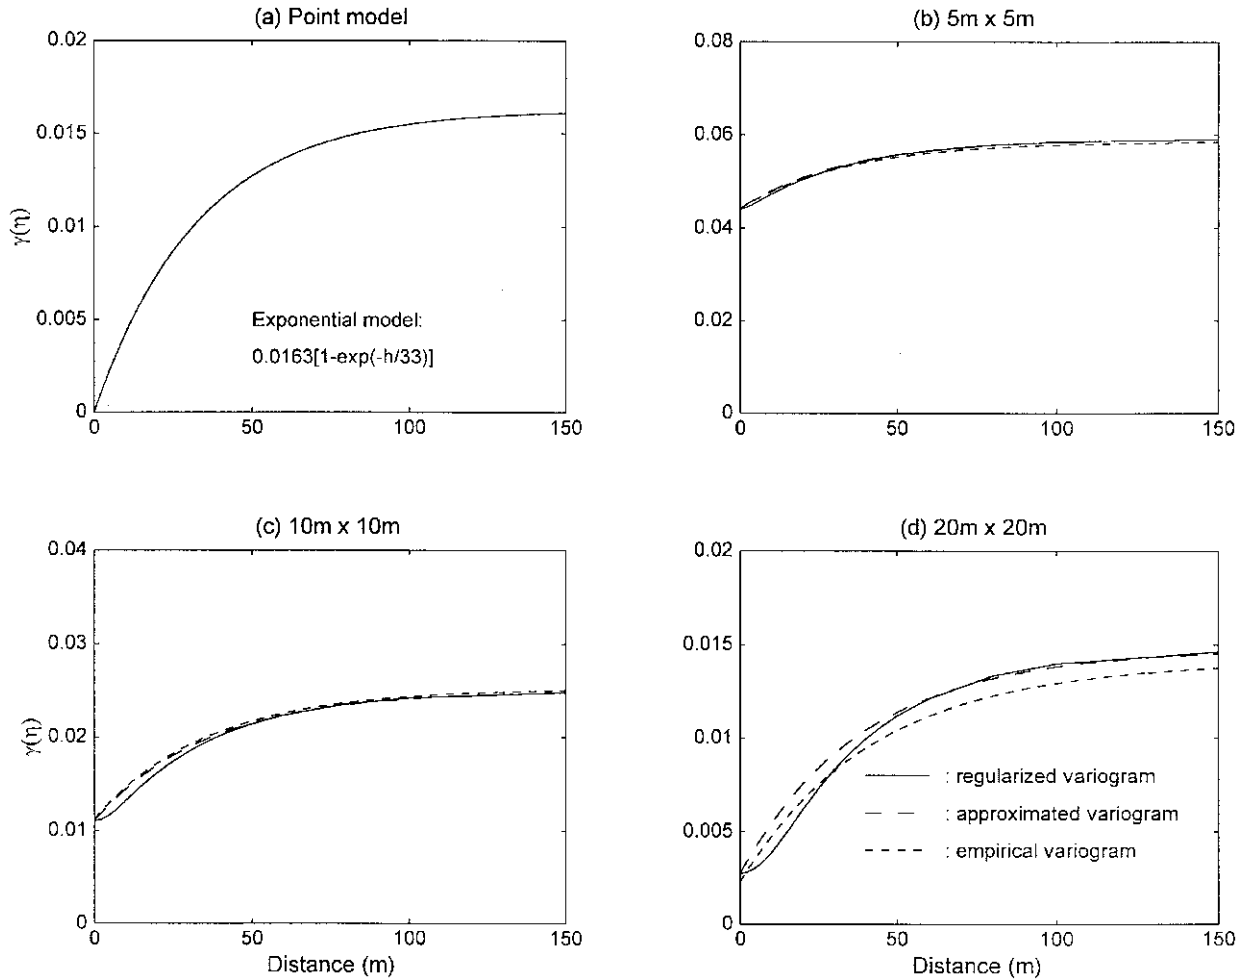 (a) Point model
0.02
0.015
0.01
0.005
0
γ(η)
Exponential model:
0.0163[1-exp(-h/33)]
0 50 100 150
(b) 5m x 5m
0.08
0.06
0.04
0.02
0
0 50 100 150
(c) 10m x 10m
0.04
0.03
0.02
0.01
0
γ(η)
0 50 100 150
Distance (m)
(d) 20m x 20m
0.02
0.015
0.01
0.005
0
: regularized variogram
: approximated variogram
: empirical variogram
0 50 100 150
Distance (m)